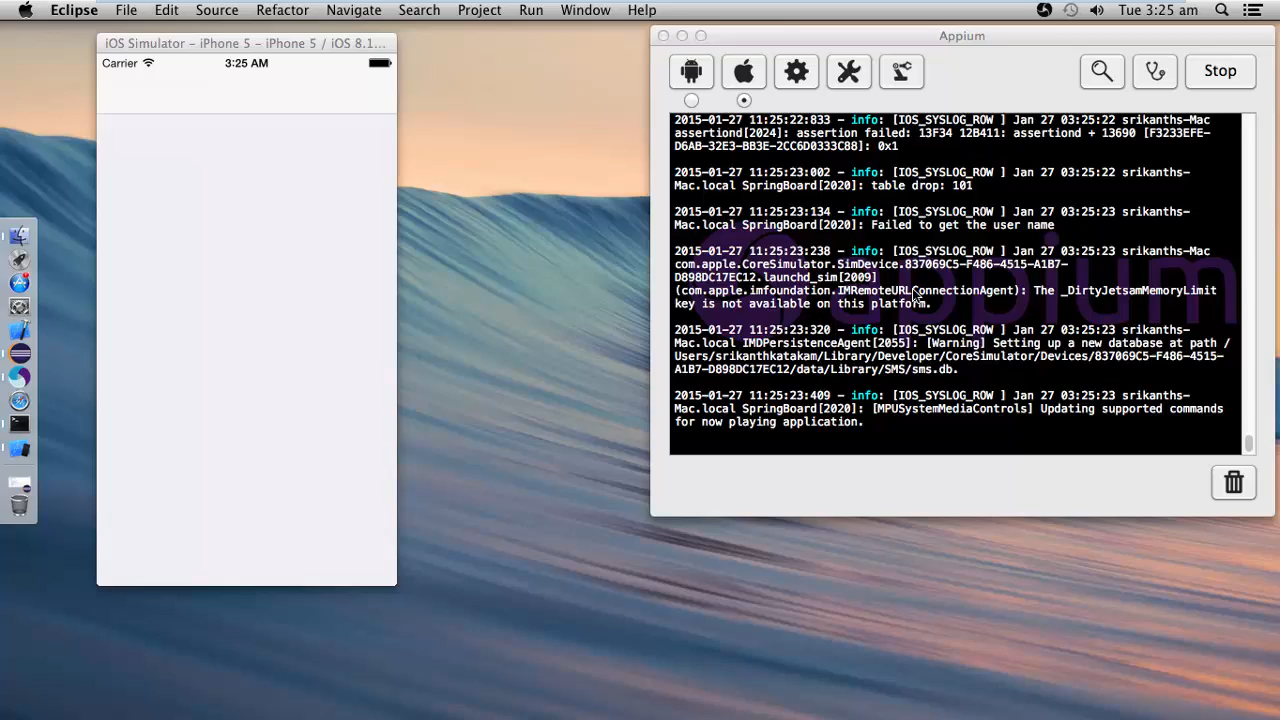 Eclipse File Edit Source Refactor Navigate Search Project Run Window Help Tue 3:25 am
iOS Simulator – iPhone 5 – iPhone 5 / iOS 8.1...
Carrier 3:25 AM
Appium
Stop
2015-01-27 11:25:22:833 – info: [IOS_SYSLOG_ROW ] Jan 27 03:25:22 srikanths-Mac
assertiond[2024]: assertion failed: 13F34 12B411: assertiond + 13690 [F3233EFE-
D6AB-32E3-BB3E-2CC6D0333C88]: 0x1
2015-01-27 11:25:23:002 – info: [IOS_SYSLOG_ROW ] Jan 27 03:25:22 srikanths-
Mac.local SpringBoard[2020]: table drop: 101
2015-01-27 11:25:23:134 – info: [IOS_SYSLOG_ROW ] Jan 27 03:25:23 srikanths-
Mac.local SpringBoard[2020]: Failed to get the user name
2015-01-27 11:25:23:238 – info: [IOS_SYSLOG_ROW ] Jan 27 03:25:23 srikanths-Mac
com.apple.CoreSimulator.SimDevice.837069C5-F486-4515-A1B7-
D898DC17EC12.launchd_sim[2009]
(com.apple.imfoundation.IMRemoteURLConnectionAgent): The _DirtyJetsamMemoryLimit
key is not available on this platform.
2015-01-27 11:25:23:320 – info: [IOS_SYSLOG_ROW ] Jan 27 03:25:23 srikanths-
Mac.local IMDPersistenceAgent[2055]: [Warning] Setting up a new database at path /
Users/srikanthkatakam/Library/Developer/CoreSimulator/Devices/837069C5-F486-4515-
A1B7-D898DC17EC12/data/Library/SMS/sms.db.
2015-01-27 11:25:23:409 – info: [IOS_SYSLOG_ROW ] Jan 27 03:25:23 srikanths-
Mac.local SpringBoard[2020]: [MPUSystemMediaControls] Updating supported commands
for now playing application.
appium